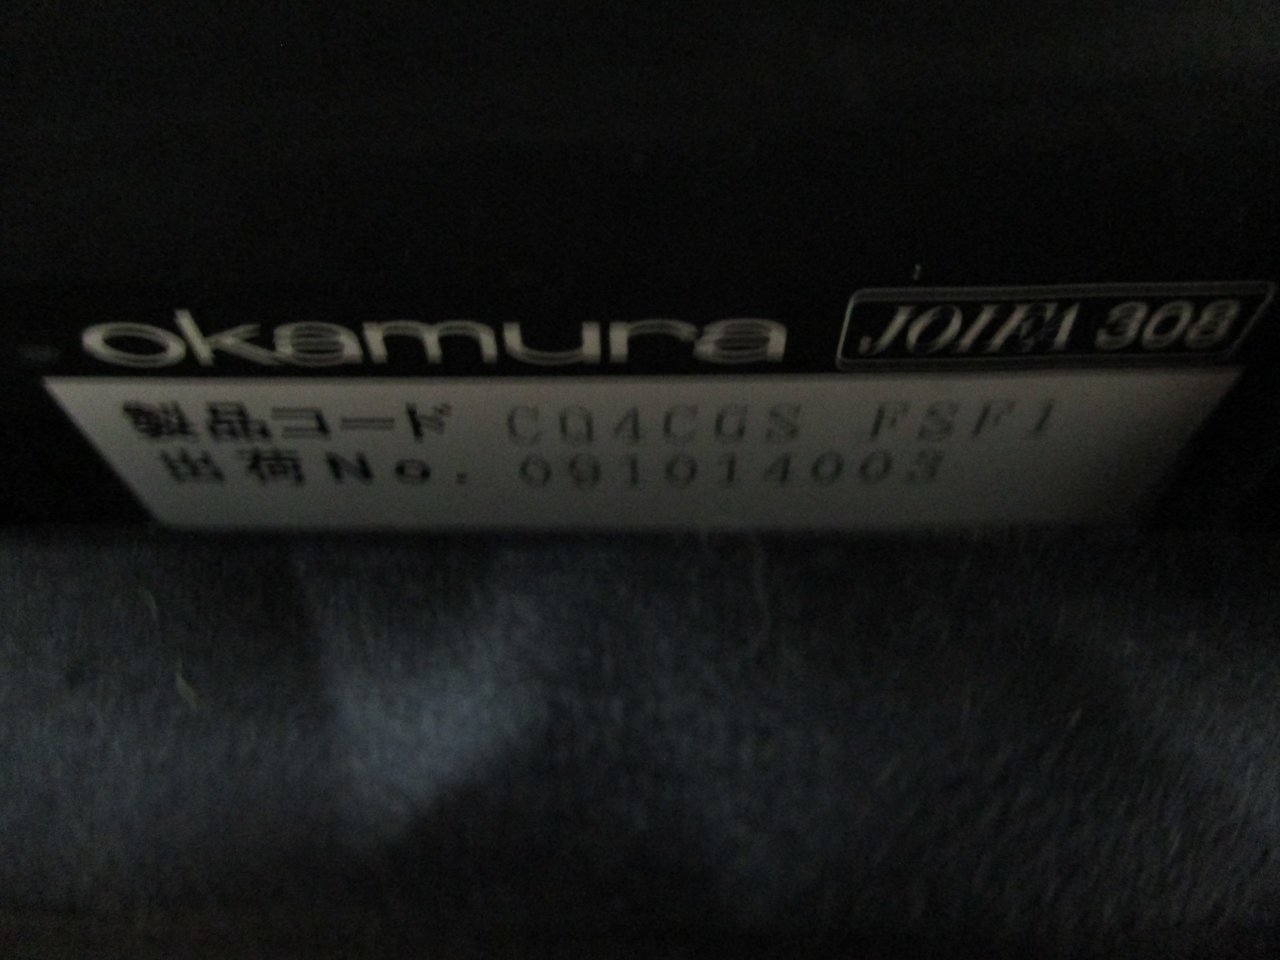 okamura JOIFA 308
製品コード CQ4CGS FSF1
出荷No. 091014003